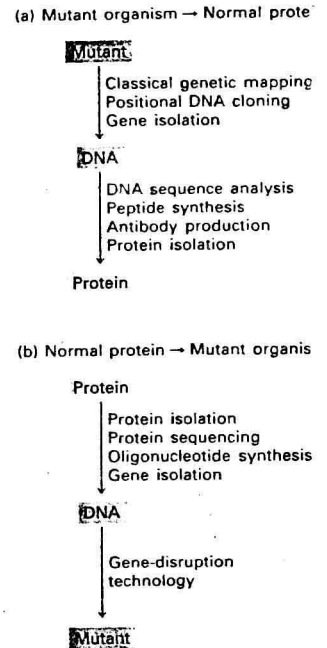 (a) Mutant organism → Normal prote
Mutant
Classical genetic mapping
Positional DNA cloning
Gene isolation
DNA
DNA sequence analysis
Peptide synthesis
Antibody production
Protein isolation
Protein
(b) Normal protein → Mutant organis
Protein
Protein isolation
Protein sequencing
Oligonucleotide synthesis
Gene isolation
DNA
Gene-disruption
technology
Mutant